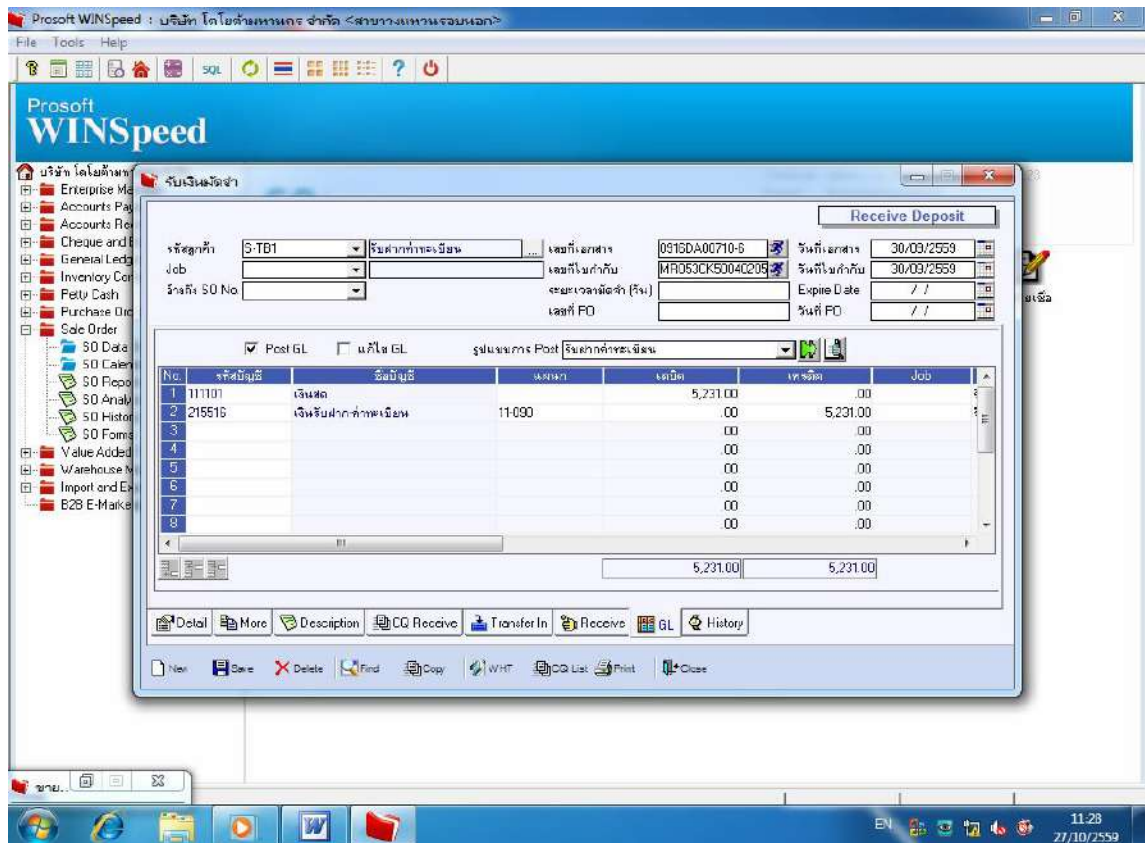 Prosoft WINSpeed : บริษัท โตโยต้ามหานคร จำกัด <สาขาวงแหวนรอบนอก>
File Tools Help
SQL
Prosoft
WINSpeed
Enterprise Ma
Accounts Pay
Accounts Re
Cheque and B
General Ledg
Inventory Con
Petty Cash
Purchase Ord
Sale Order
SO Data
SO Calen
SO Repo
SO Analy
SO Histor
SO Forms
Value Added
Warehouse M
Import and Ex
B2B E-Marke
รับเงินมัดจำ
Receive Deposit
รหัสลูกค้า S-TB1 รับฝากค่าทะเบียน ... เลขที่เอกสาร 0916DA00710-6 วันที่เอกสาร 30/09/2559
Job เลขที่ใบกำกับ MR053CK50040205 วันที่ใบกำกับ 30/09/2559
อ้างถึง SO No. ระยะเวลามัดจำ (วัน) Expire Date / /
เลขที่ PO วันที่ PO / /
Post GL แก้ไข GL รูปแบบการ Post รับฝากค่าทะเบียน
No. รหัสบัญชี ชื่อบัญชี แผนก เดบิต เครดิต Job
1 111101 เงินสด 5,231.00 .00
2 215516 เงินรับฝาก-ค่าทะเบียน 11-090 .00 5,231.00
3 .00 .00
4 .00 .00
5 .00 .00
6 .00 .00
7 .00 .00
8 .00 .00
5,231.00 5,231.00
Detail More Description CQ Receive Transfer In Receive GL History
New Save Delete Find Copy WHT CQ List Print Close
ขาย...
EN
11:28
27/10/2559